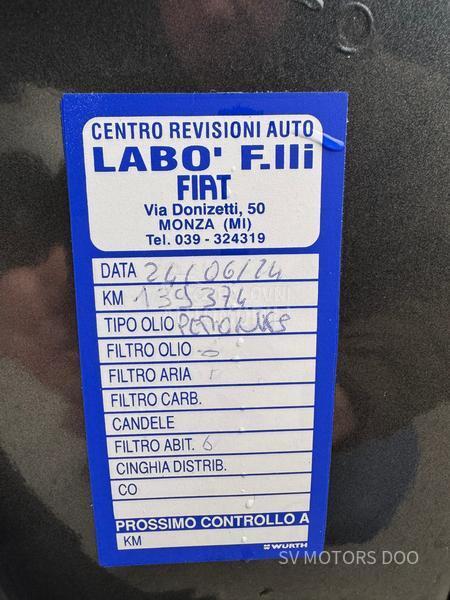 CENTRO REVISIONI AUTO
LABO' F.lli
FIAT
Via Donizetti, 50
MONZA (MI)
Tel. 039 - 324319
DATA 24/06/24
KM 139374
TIPO OLIO
FILTRO OLIO
FILTRO ARIA
FILTRO CARB.
CANDELE
FILTRO ABIT.
CINGHIA DISTRIB.
CO
PROSSIMO CONTROLLO A
KM
WÜRTH
SV MOTORS DOO